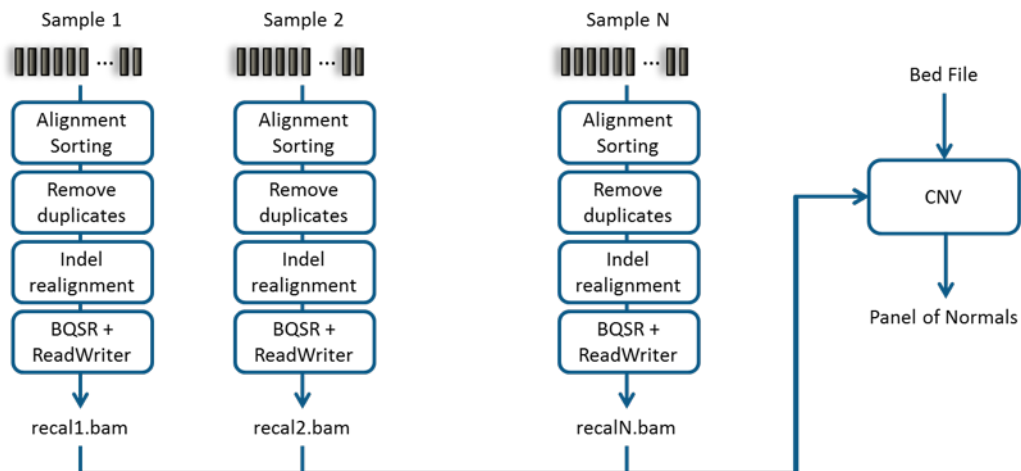 Sample 1
Sample 2
Sample N
...
...
...
Bed File
Alignment
Sorting
Alignment
Sorting
Alignment
Sorting
Remove
duplicates
Remove
duplicates
Remove
duplicates
CNV
Indel
realignment
Indel
realignment
Indel
realignment
BQSR +
ReadWriter
BQSR +
ReadWriter
BQSR +
ReadWriter
Panel of Normals
recal1.bam
recal2.bam
recalN.bam